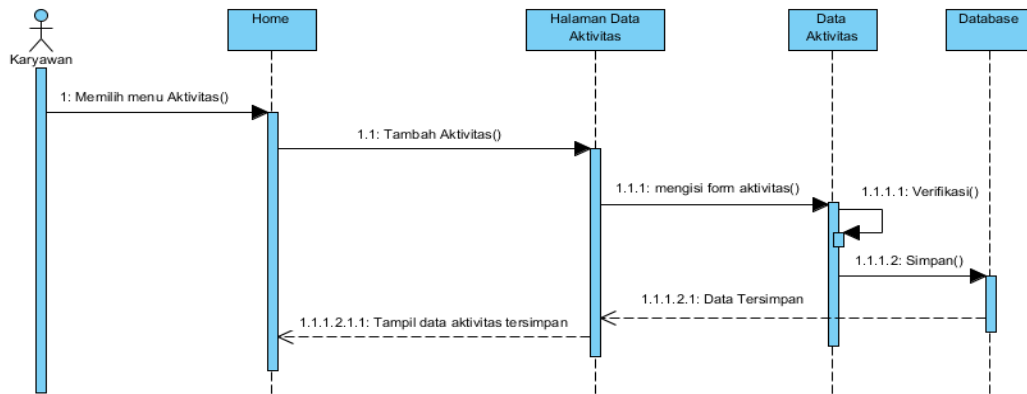 Karyawan
Home
Halaman Data
Aktivitas
Data
Aktivitas
Database
1: Memilih menu Aktivitas()
1.1: Tambah Aktivitas()
1.1.1: mengisi form aktivitas()
1.1.1.1: Verifikasi()
1.1.1.2: Simpan()
1.1.1.2.1: Data Tersimpan
1.1.1.2.1.1: Tampil data aktivitas tersimpan